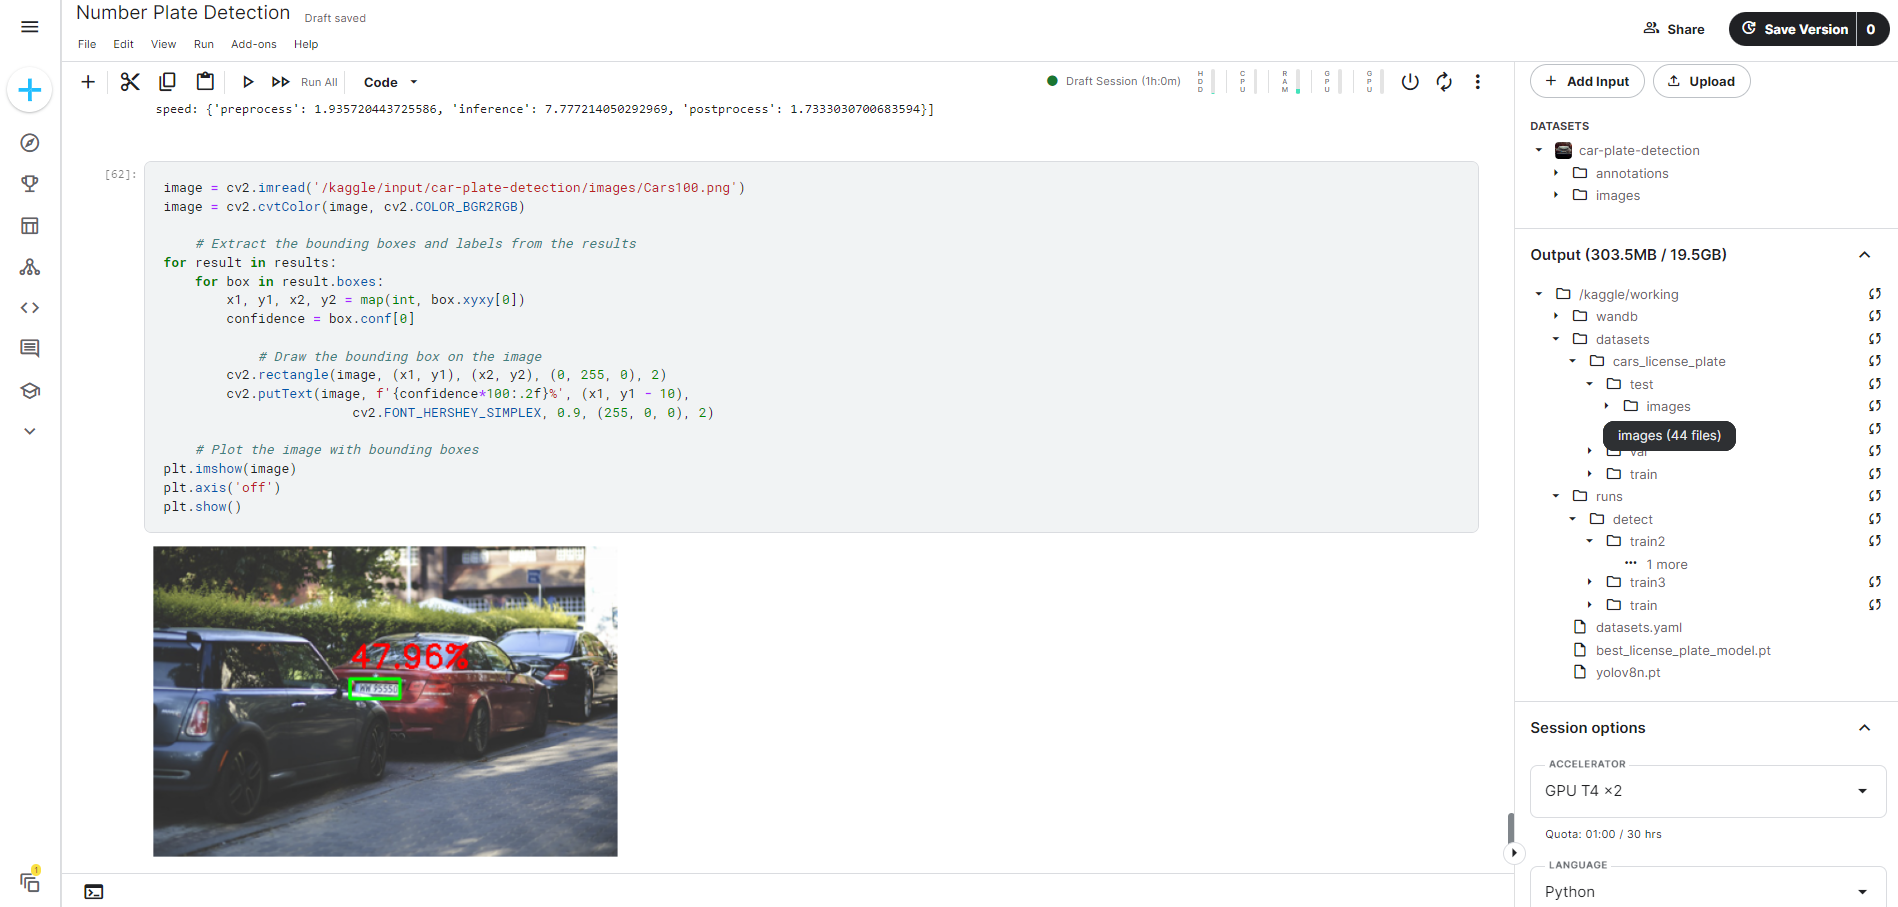 Number Plate Detection Draft saved
File Edit View Run Add-ons Help
Share
Save Version 0
Run All Code
Draft Session (1h:0m) HDD CPU RAM GPU GPU
speed: {'preprocess': 1.935720443725586, 'inference': 7.777214050292969, 'postprocess': 1.7333030700683594}]
[62]:
image = cv2.imread('/kaggle/input/car-plate-detection/images/Cars100.png')
image = cv2.cvtColor(image, cv2.COLOR_BGR2RGB)
# Extract the bounding boxes and labels from the results
for result in results:
for box in result.boxes:
x1, y1, x2, y2 = map(int, box.xyxy[0])
confidence = box.conf[0]
# Draw the bounding box on the image
cv2.rectangle(image, (x1, y1), (x2, y2), (0, 255, 0), 2)
cv2.putText(image, f'{confidence*100:.2f}%', (x1, y1 - 10),
cv2.FONT_HERSHEY_SIMPLEX, 0.9, (255, 0, 0), 2)
# Plot the image with bounding boxes
plt.imshow(image)
plt.axis('off')
plt.show()
47.96%
Add Input Upload
DATASETS
car-plate-detection
annotations
images
Output (303.5MB / 19.5GB)
/kaggle/working
wandb
datasets
cars_license_plate
test
images
images (44 files)
val
train
runs
detect
train2
1 more
train3
train
datasets.yaml
best_license_plate_model.pt
yolov8n.pt
Session options
ACCELERATOR
GPU T4 ×2
Quota: 01:00 / 30 hrs
LANGUAGE
Python
1